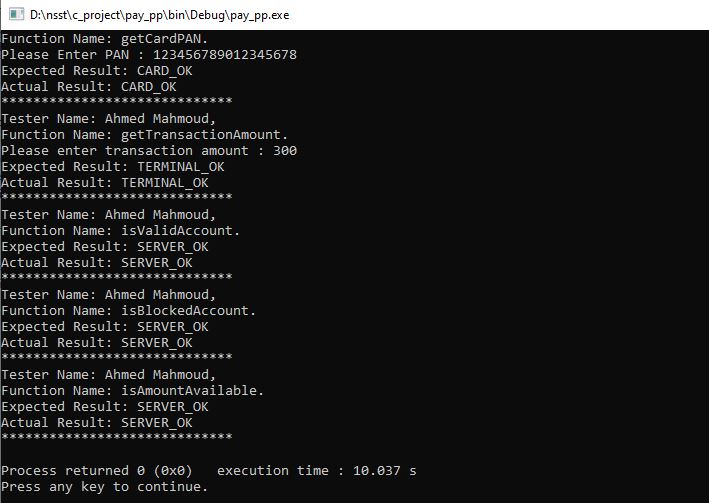 D:\nsst\c_project\pay_pp\bin\Debug\pay_pp.exe
Function Name: getCardPAN.
Please Enter PAN : 123456789012345678
Expected Result: CARD_OK
Actual Result: CARD_OK
*****************************
Tester Name: Ahmed Mahmoud,
Function Name: getTransactionAmount.
Please enter transaction amount : 300
Expected Result: TERMINAL_OK
Actual Result: TERMINAL_OK
*****************************
Tester Name: Ahmed Mahmoud,
Function Name: isValidAccount.
Expected Result: SERVER_OK
Actual Result: SERVER_OK
*****************************
Tester Name: Ahmed Mahmoud,
Function Name: isBlockedAccount.
Expected Result: SERVER_OK
Actual Result: SERVER_OK
*****************************
Tester Name: Ahmed Mahmoud,
Function Name: isAmountAvailable.
Expected Result: SERVER_OK
Actual Result: SERVER_OK
*****************************
Process returned 0 (0x0)   execution time : 10.037 s
Press any key to continue.